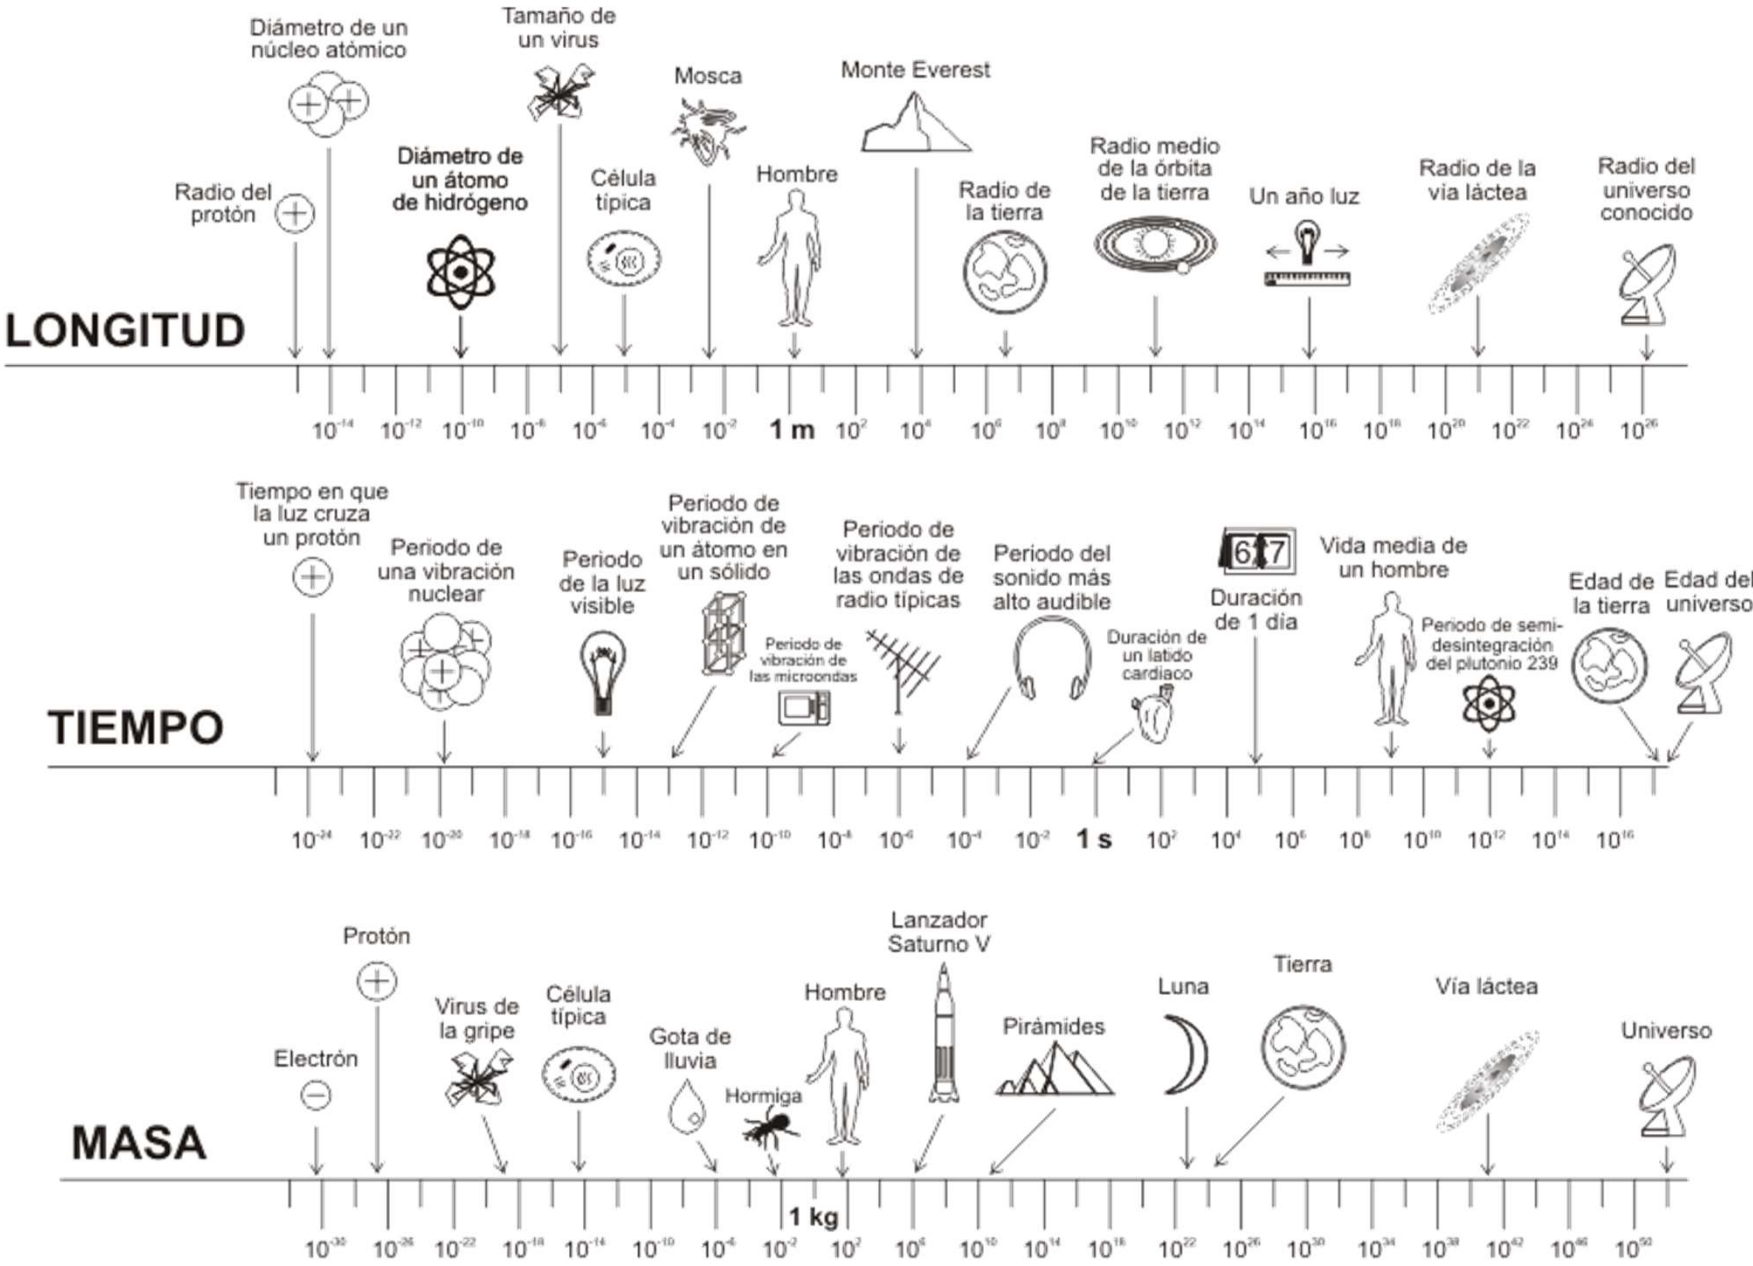 Diámetro de un
núcleo atómico
Tamaño de
un virus
Mosca
Monte Everest
Diámetro de
un átomo
de hidrógeno
Célula
típica
Hombre
Radio del
protón
Radio de
la tierra
Radio medio
de la órbita
de la tierra
Un año luz
Radio de la
vía láctea
Radio del
universo
conocido
LONGITUD
10⁻¹⁴ 10⁻¹² 10⁻¹⁰ 10⁻⁸ 10⁻⁶ 10⁻⁴ 10⁻² 1 m 10² 10⁴ 10⁶ 10⁸ 10¹⁰ 10¹² 10¹⁴ 10¹⁶ 10¹⁸ 10²⁰ 10²² 10²⁴ 10²⁶
Tiempo en que
la luz cruza
un protón
Periodo de
una vibración
nuclear
Periodo
de la luz
visible
Periodo de
vibración de
un átomo en
un sólido
Periodo de
vibración de
las microondas
Periodo de
vibración de
las ondas de
radio típicas
Periodo del
sonido más
alto audible
Duración de
un latido
cardiaco
67
Duración
de 1 día
Vida media de
un hombre
Periodo de semi-
desintegración
del plutonio 239
Edad de
la tierra
Edad del
universo
TIEMPO
10⁻²⁴ 10⁻²² 10⁻²⁰ 10⁻¹⁸ 10⁻¹⁶ 10⁻¹⁴ 10⁻¹² 10⁻¹⁰ 10⁻⁸ 10⁻⁶ 10⁻⁴ 10⁻² 1 s 10² 10⁴ 10⁶ 10⁸ 10¹⁰ 10¹² 10¹⁴ 10¹⁶
Electrón
Protón
Virus de
la gripe
Célula
típica
Gota de
lluvia
Hormiga
Hombre
Lanzador
Saturno V
Pirámides
Luna
Tierra
Vía láctea
Universo
MASA
1 kg
10⁻³⁰ 10⁻²⁶ 10⁻²² 10⁻¹⁸ 10⁻¹⁴ 10⁻¹⁰ 10⁻⁶ 10⁻² 10² 10⁶ 10¹⁰ 10¹⁴ 10¹⁸ 10²² 10²⁶ 10³⁰ 10³⁴ 10³⁸ 10⁴² 10⁴⁶ 10⁵⁰